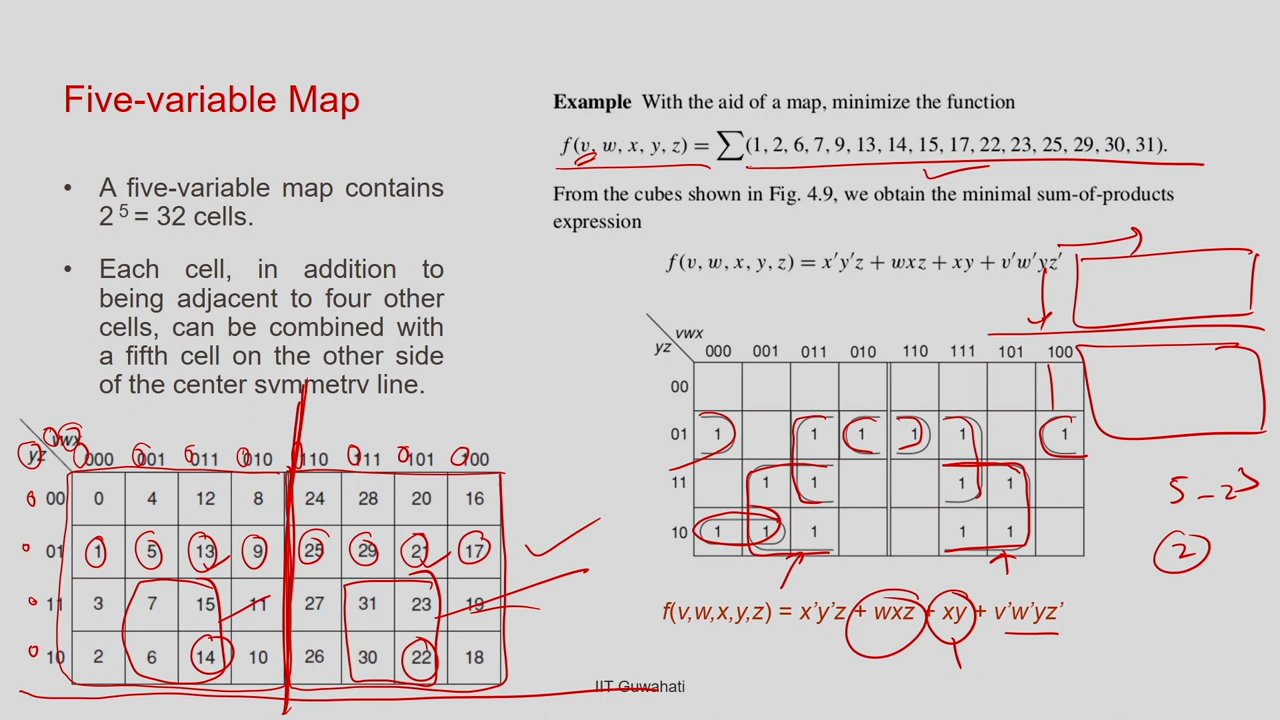 Five-variable Map
• A five-variable map contains
2 5 = 32 cells.
• Each cell, in addition to
being adjacent to four other
cells, can be combined with
a fifth cell on the other side
of the center symmetry line.
Example With the aid of a map, minimize the function
f(v, w, x, y, z) = ∑(1, 2, 6, 7, 9, 13, 14, 15, 17, 22, 23, 25, 29, 30, 31).
From the cubes shown in Fig. 4.9, we obtain the minimal sum-of-products
expression
f(v, w, x, y, z) = x′y′z + wxz + xy + v′w′yz′
vwx
yz 000 001 011 010 110 111 101 100
00
01 1 1 1 1 1 1
11 1 1 1 1
10 1 1 1 1 1
f(v,w,x,y,z) = x’y’z + wxz + xy + v’w’yz’
5 - 2
2
vwx
yz 000 001 011 010 110 111 101 100
00 0 4 12 8 24 28 20 16
01 1 5 13 9 25 29 21 17
11 3 7 15 11 27 31 23 19
10 2 6 14 10 26 30 22 18
IIT Guwahati